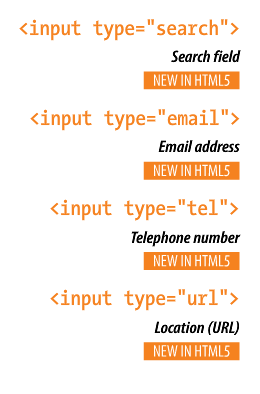 <input type="search">
Search field
NEW IN HTML5
<input type="email">
Email address
NEW IN HTML5
<input type="tel">
Telephone number
NEW IN HTML5
<input type="url">
Location (URL)
NEW IN HTML5